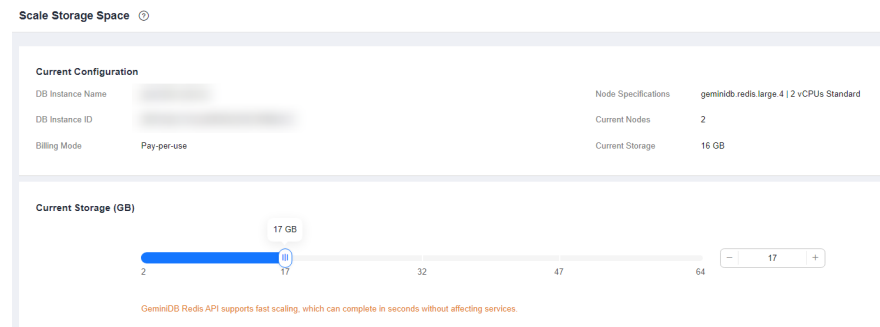 Scale Storage Space ?
Current Configuration
DB Instance Name
Node Specifications geminidb.redis.large.4 | 2 vCPUs Standard
DB Instance ID
Current Nodes 2
Billing Mode Pay-per-use
Current Storage 16 GB
Current Storage (GB)
17 GB
2 17 32 47 64
− 17 +
GeminiDB Redis API supports fast scaling, which can complete in seconds without affecting services.